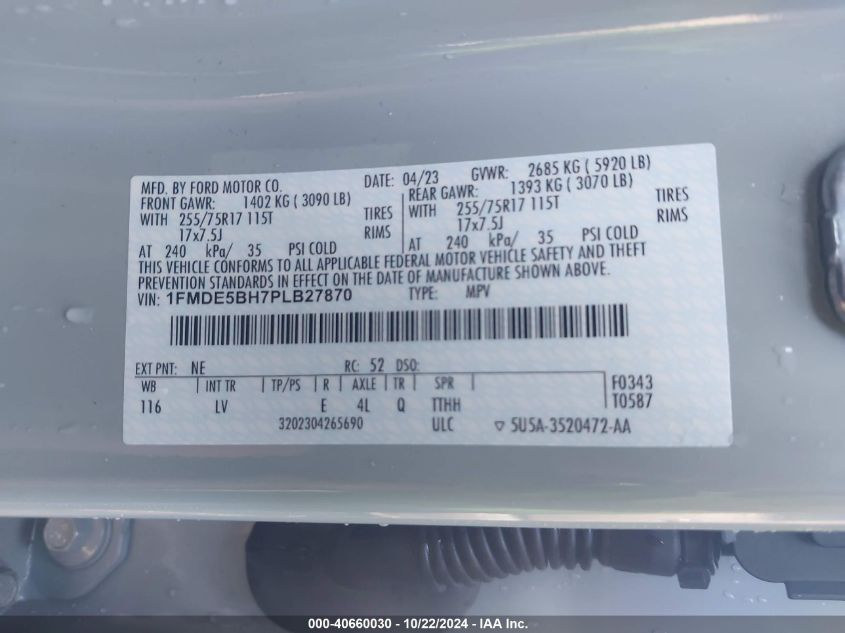 MFD. BY FORD MOTOR CO. DATE: 04/23 GVWR: 2685 KG ( 5920 LB)
FRONT GAWR: 1402 KG ( 3090 LB) REAR GAWR: 1393 KG ( 3070 LB)
WITH 255/75R17 115T TIRES WITH 255/75R17 115T TIRES
17x7.5J RIMS 17x7.5J RIMS
AT 240 kPa/ 35 PSI COLD AT 240 kPa/ 35 PSI COLD
THIS VEHICLE CONFORMS TO ALL APPLICABLE FEDERAL MOTOR VEHICLE SAFETY AND THEFT
PREVENTION STANDARDS IN EFFECT ON THE DATE OF MANUFACTURE SHOWN ABOVE.
VIN: 1FMDE5BH7PLB27870 TYPE: MPV
EXT PNT: NE RC: 52 DSO:
WB INT TR TP/PS R AXLE TR SPR F0343
116 LV E 4L Q TTHH T0587
3202304265690 ULC ▽ 5U5A-3520472-AA
000-40660030 - 10/22/2024 - IAA Inc.